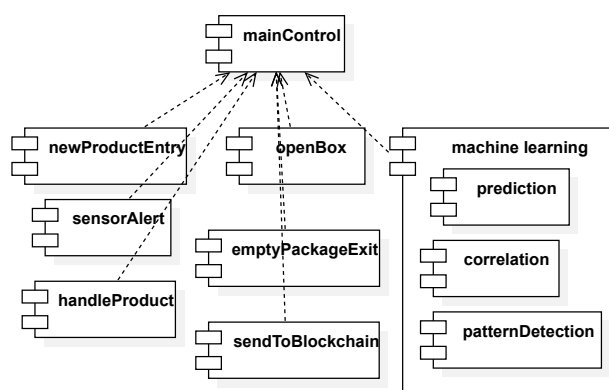 mainControl
newProductEntry
openBox
machine learning
prediction
sensorAlert
emptyPackageExit
correlation
handleProduct
sendToBlockchain
patternDetection